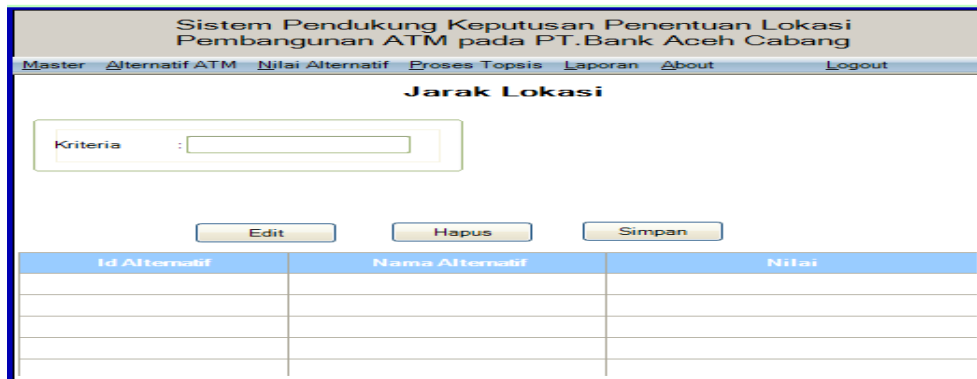 Sistem Pendukung Keputusan Penentuan Lokasi
Pembangunan ATM pada PT.Bank Aceh Cabang
Master Alternatif ATM Nilai Alternatif Proses Topsis Laporan About Logout
Jarak Lokasi
Kriteria :
Edit Hapus Simpan
Id Alternatif Nama Alternatif Nilai